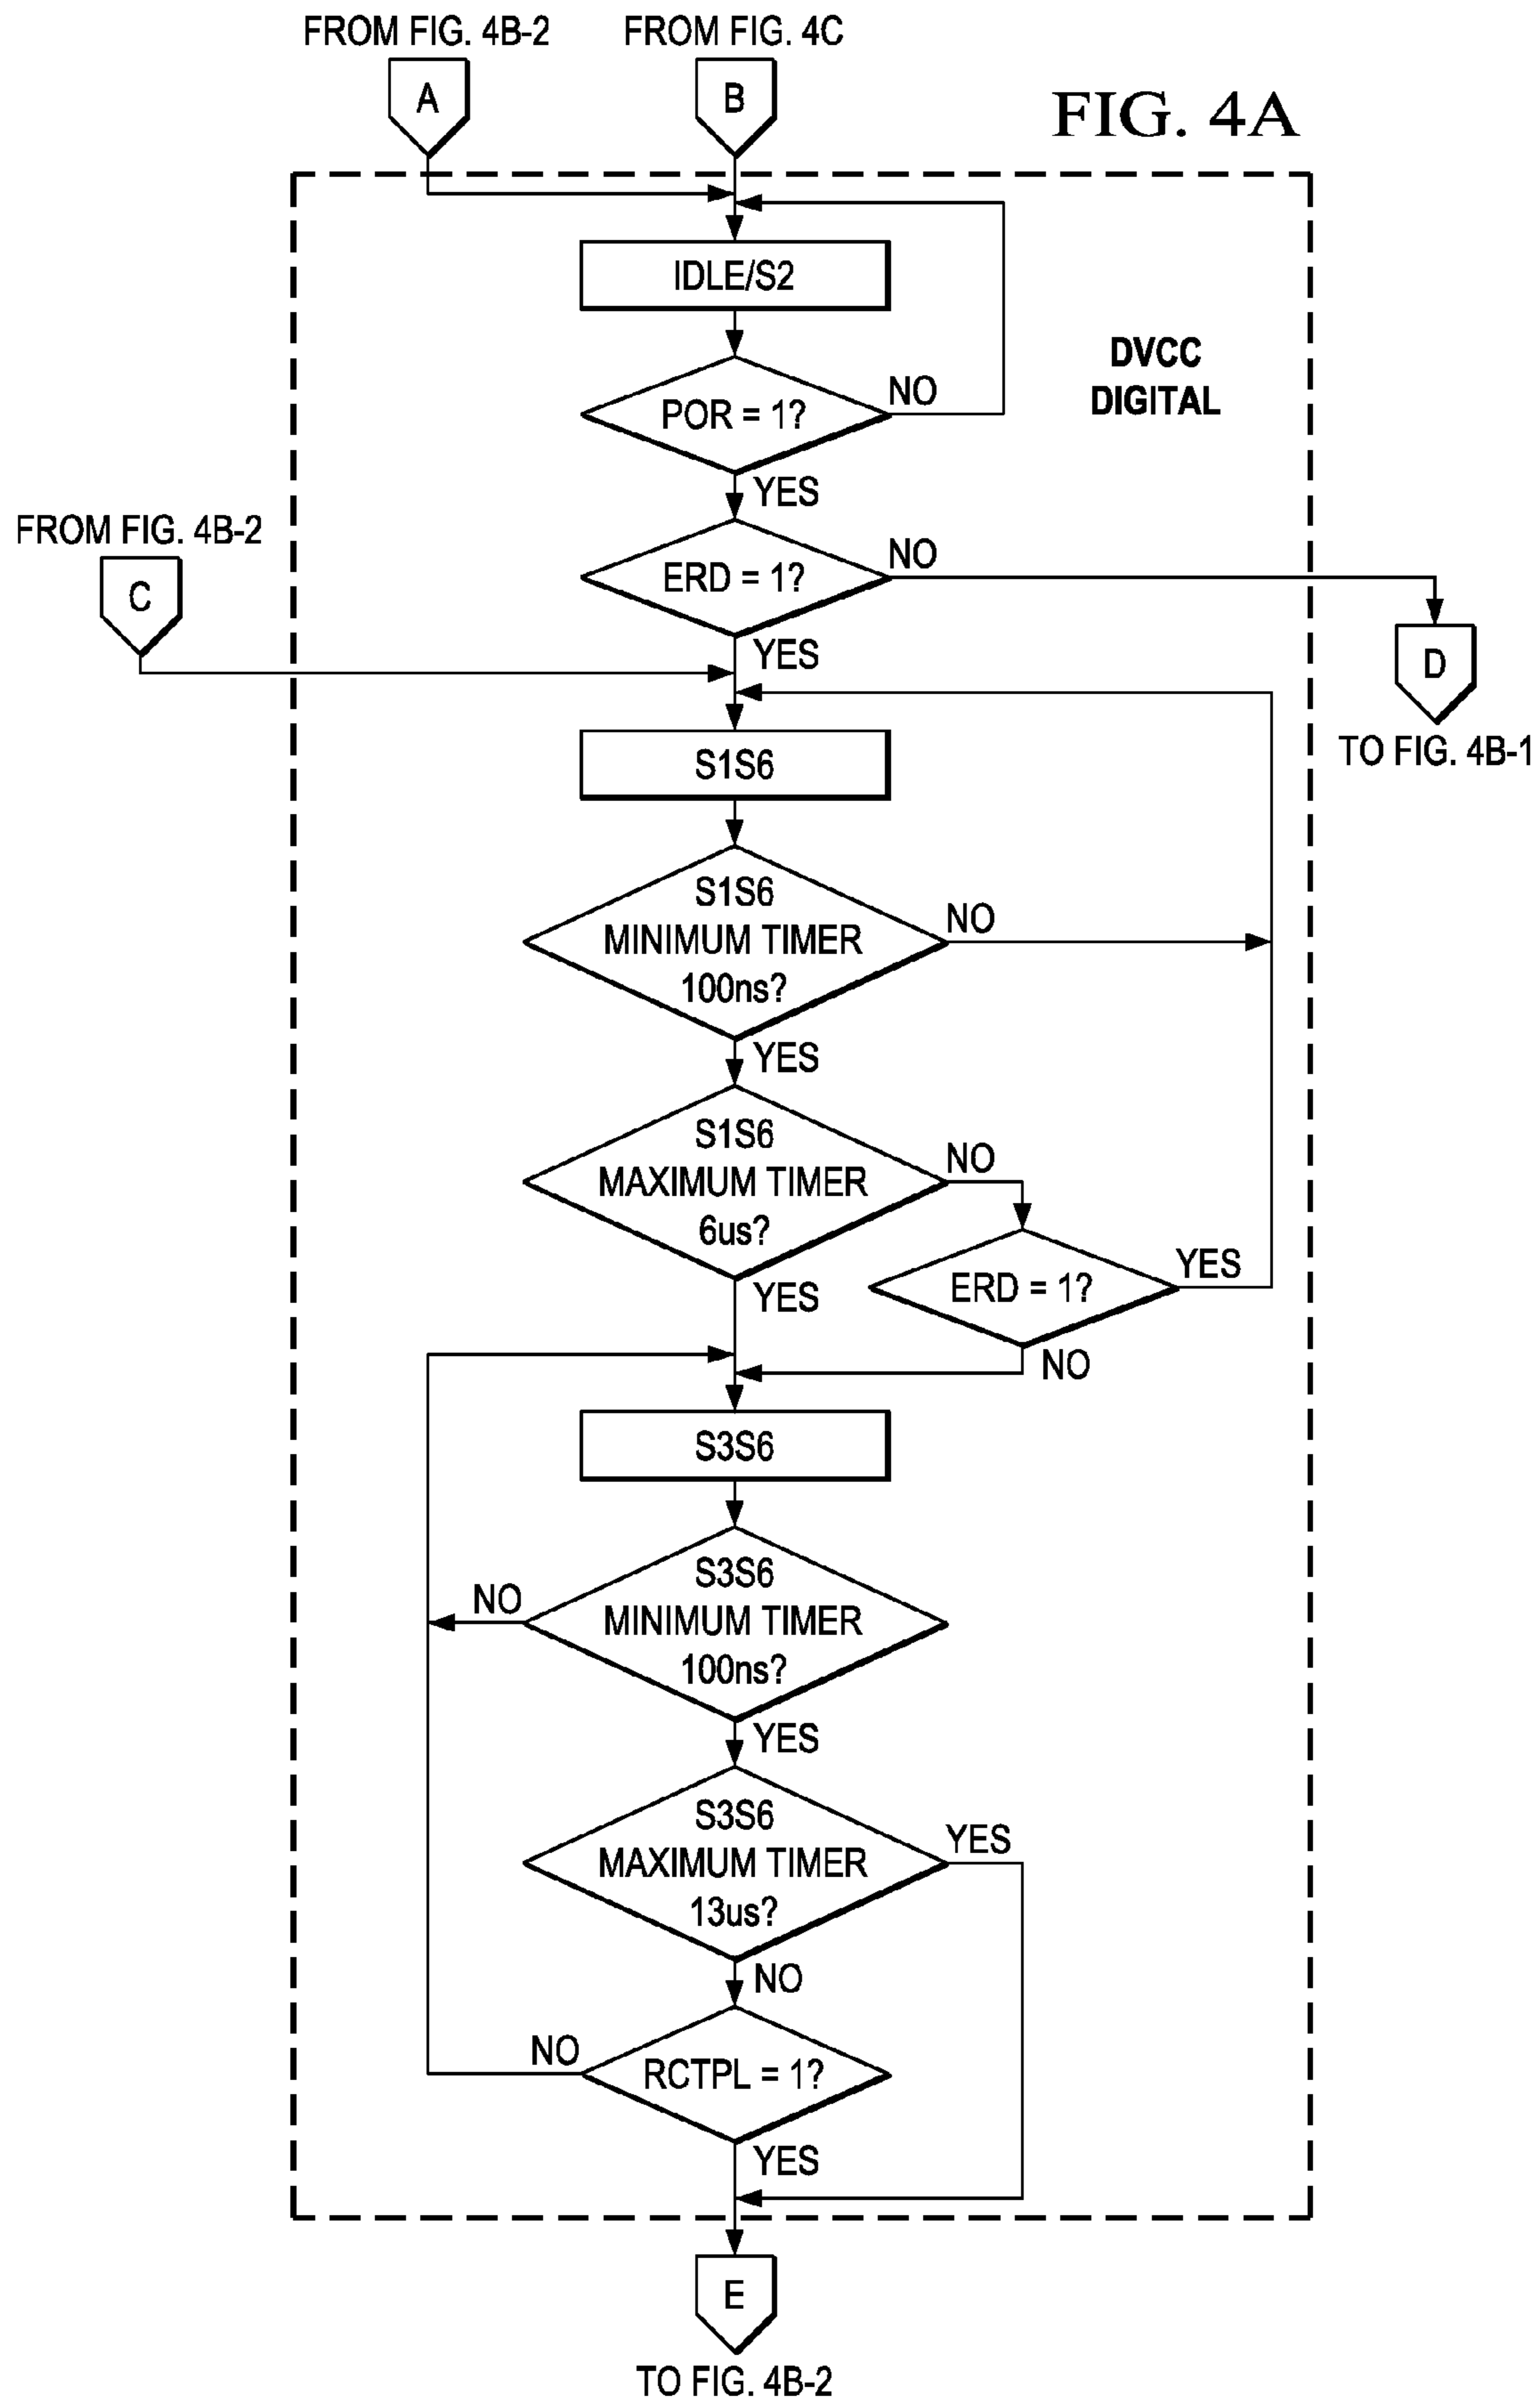 FROM FIG. 4B-2
FROM FIG. 4C
A
B
FIG. 4A
IDLE/S2
DVCC
DIGITAL
POR = 1?
NO
YES
FROM FIG. 4B-2
C
ERD = 1?
NO
YES
D
TO FIG. 4B-1
S1S6
S1S6
MINIMUM TIMER
100ns?
NO
YES
S1S6
MAXIMUM TIMER
6us?
NO
YES
ERD = 1?
YES
NO
S3S6
S3S6
MINIMUM TIMER
100ns?
NO
YES
S3S6
MAXIMUM TIMER
13us?
YES
NO
RCTPL = 1?
NO
YES
E
TO FIG. 4B-2